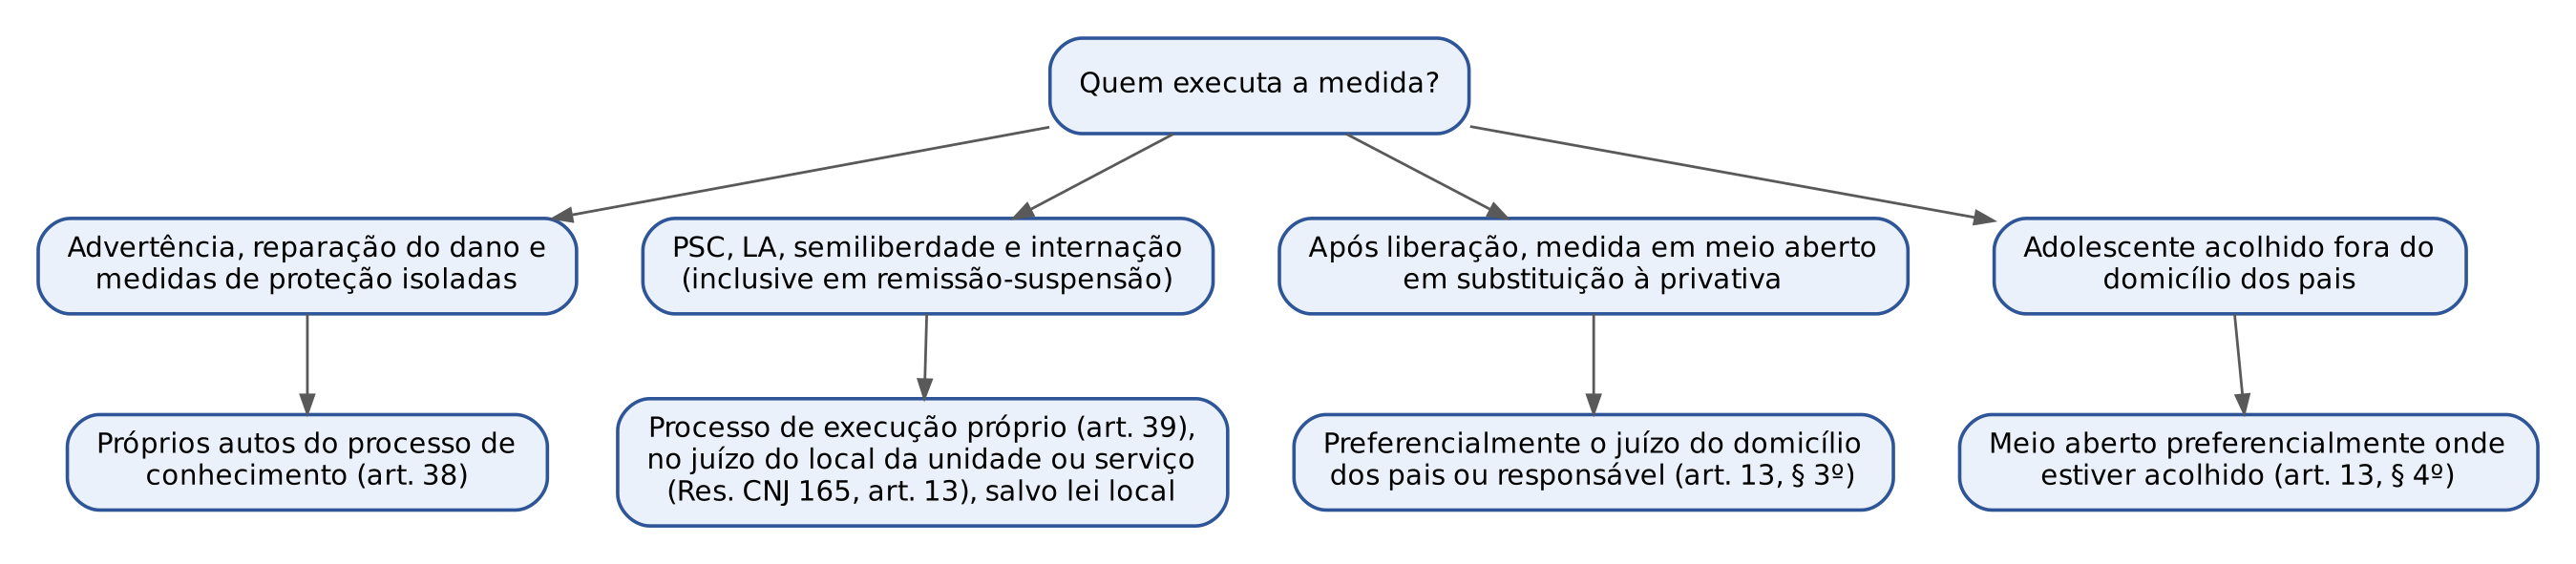 Quem executa a medida?
Advertência, reparação do dano e
medidas de proteção isoladas
PSC, LA, semiliberdade e internação
(inclusive em remissão-suspensão)
Após liberação, medida em meio aberto
em substituição à privativa
Adolescente acolhido fora do
domicílio dos pais
Próprios autos do processo de
conhecimento (art. 38)
Processo de execução próprio (art. 39),
no juízo do local da unidade ou serviço
(Res. CNJ 165, art. 13), salvo lei local
Preferencialmente o juízo do domicílio
dos pais ou responsável (art. 13, § 3º)
Meio aberto preferencialmente onde
estiver acolhido (art. 13, § 4º)